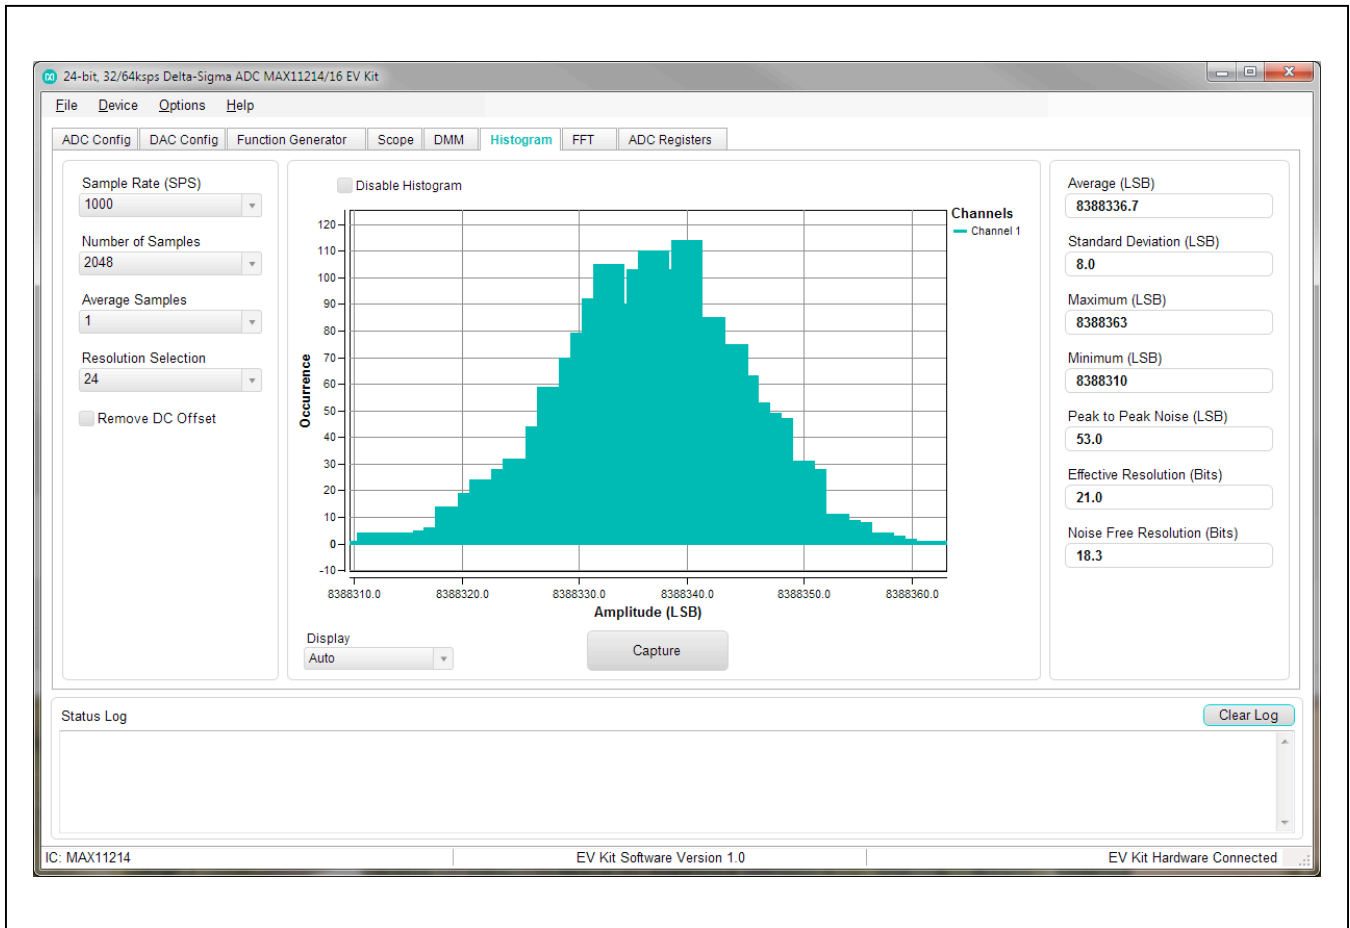 24-bit, 32/64ksps Delta-Sigma ADC MAX11214/16 EV Kit
File Device Options Help
ADC Config DAC Config Function Generator Scope DMM Histogram FFT ADC Registers
Sample Rate (SPS)
1000
Number of Samples
2048
Average Samples
1
Resolution Selection
24
Remove DC Offset
Disable Histogram
Occurrence
120
110
100
90
80
70
60
50
40
30
20
10
0
-10
8388310.0 8388320.0 8388330.0 8388340.0 8388350.0 8388360.0
Amplitude (LSB)
Channels
Channel 1
Display
Auto
Capture
Average (LSB)
8388336.7
Standard Deviation (LSB)
8.0
Maximum (LSB)
8388363
Minimum (LSB)
8388310
Peak to Peak Noise (LSB)
53.0
Effective Resolution (Bits)
21.0
Noise Free Resolution (Bits)
18.3
Status Log
Clear Log
IC: MAX11214
EV Kit Software Version 1.0
EV Kit Hardware Connected